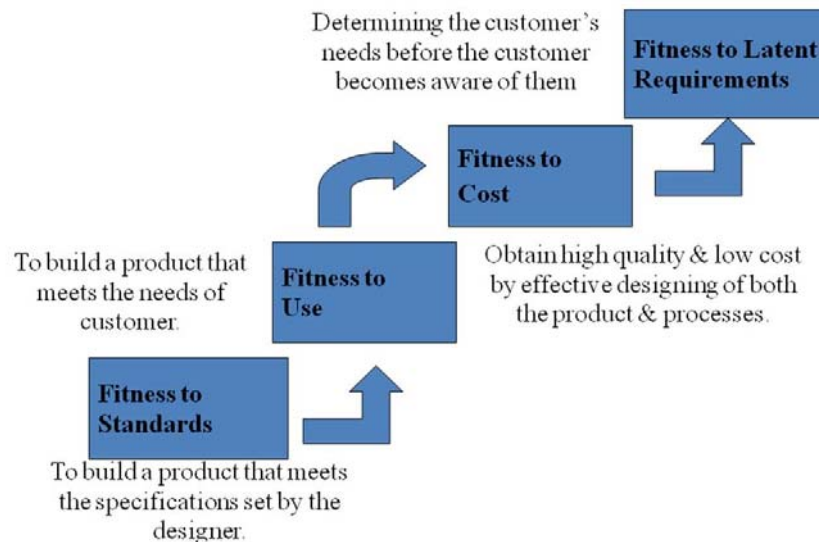 Determining the customer's
needs before the customer
becomes aware of them
Fitness to Latent
Requirements
Fitness to
Cost
Obtain high quality & low cost
by effective designing of both
the product & processes.
To build a product that
meets the needs of
customer.
Fitness to
Use
Fitness to
Standards
To build a product that meets
the specifications set by the
designer.